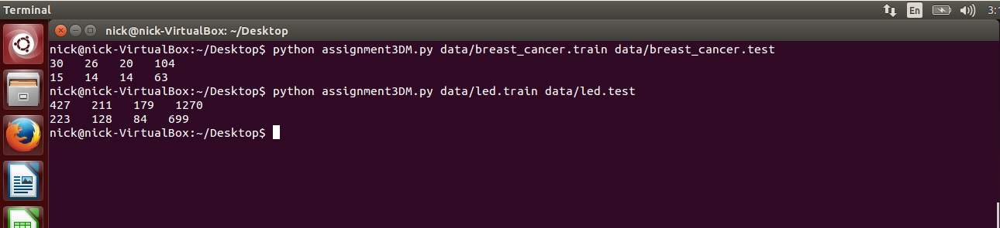 Terminal
En
3:1
nick@nick-VirtualBox: ~/Desktop
nick@nick-VirtualBox:~/Desktop$ python assignment3DM.py data/breast_cancer.train data/breast_cancer.test
30 26 20 104
15 14 14 63
nick@nick-VirtualBox:~/Desktop$ python assignment3DM.py data/led.train data/led.test
427 211 179 1270
223 128 84 699
nick@nick-VirtualBox:~/Desktop$